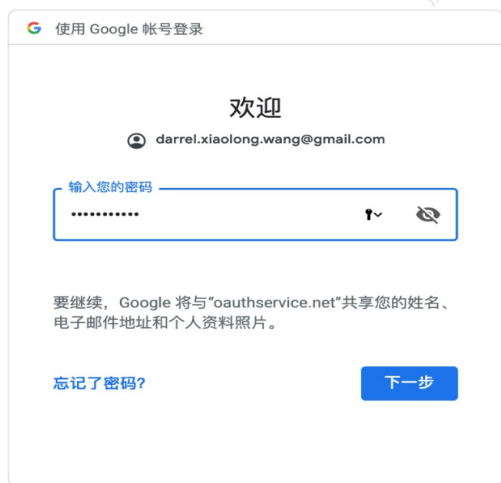 使用 Google 帐号登录
欢迎
darrel.xiaolong.wang@gmail.com
输入您的密码
•••••••••••
要继续，Google 将与“oauthservice.net”共享您的姓名、
电子邮件地址和个人资料照片。
忘记了密码?
下一步